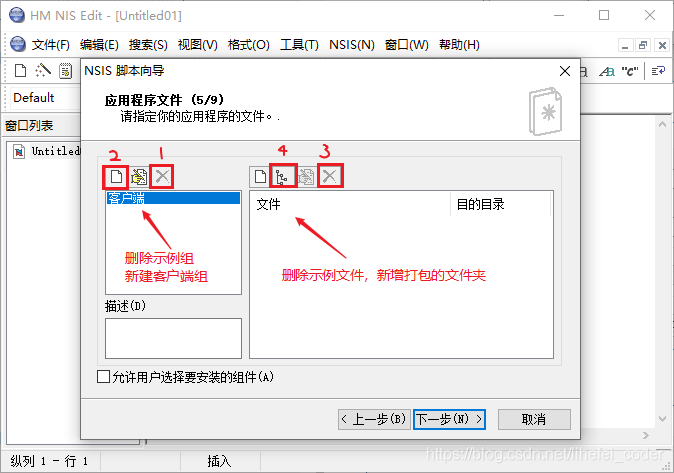 HM NIS Edit - [Untitled01]
文件(F) 编辑(E) 搜索(S) 视图(V) 格式(O) 工具(T) NSIS(N) 窗口(W) 帮助(H)
Default
窗口列表
NSIS 脚本向导
应用程序文件 (5/9)
请指定你的应用程序的文件。.
2 1 4 3
客户端
文件 目的目录
删除示例组
新建客户端组
删除示例文件，新增打包的文件夹
描述(D)
允许用户选择要安装的组件(A)
< 上一步(B) 下一步(N) > 取消
纵列 1 - 行 1 插入
https://blog.csdn.net/lihefei_coder